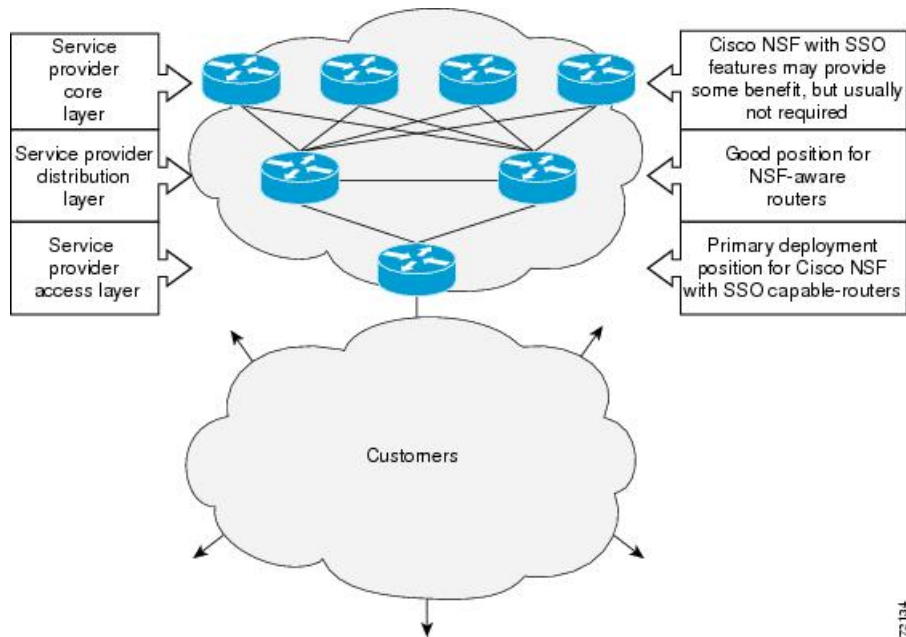 Service
provider
core
layer
Cisco NSF with SSO
features may provide
some benefit, but usually
not required
Service provider
distribution
layer
Good position for
NSF-aware
routers
Service
provider
access layer
Primary deployment
position for Cisco NSF
with SSO capable-routers
Customers
72134